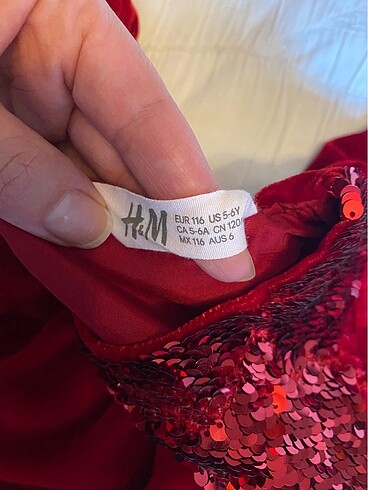 H&M
EUR 116 US 5-6Y
CA 5-6A CN 120
MX 116 AUS 6